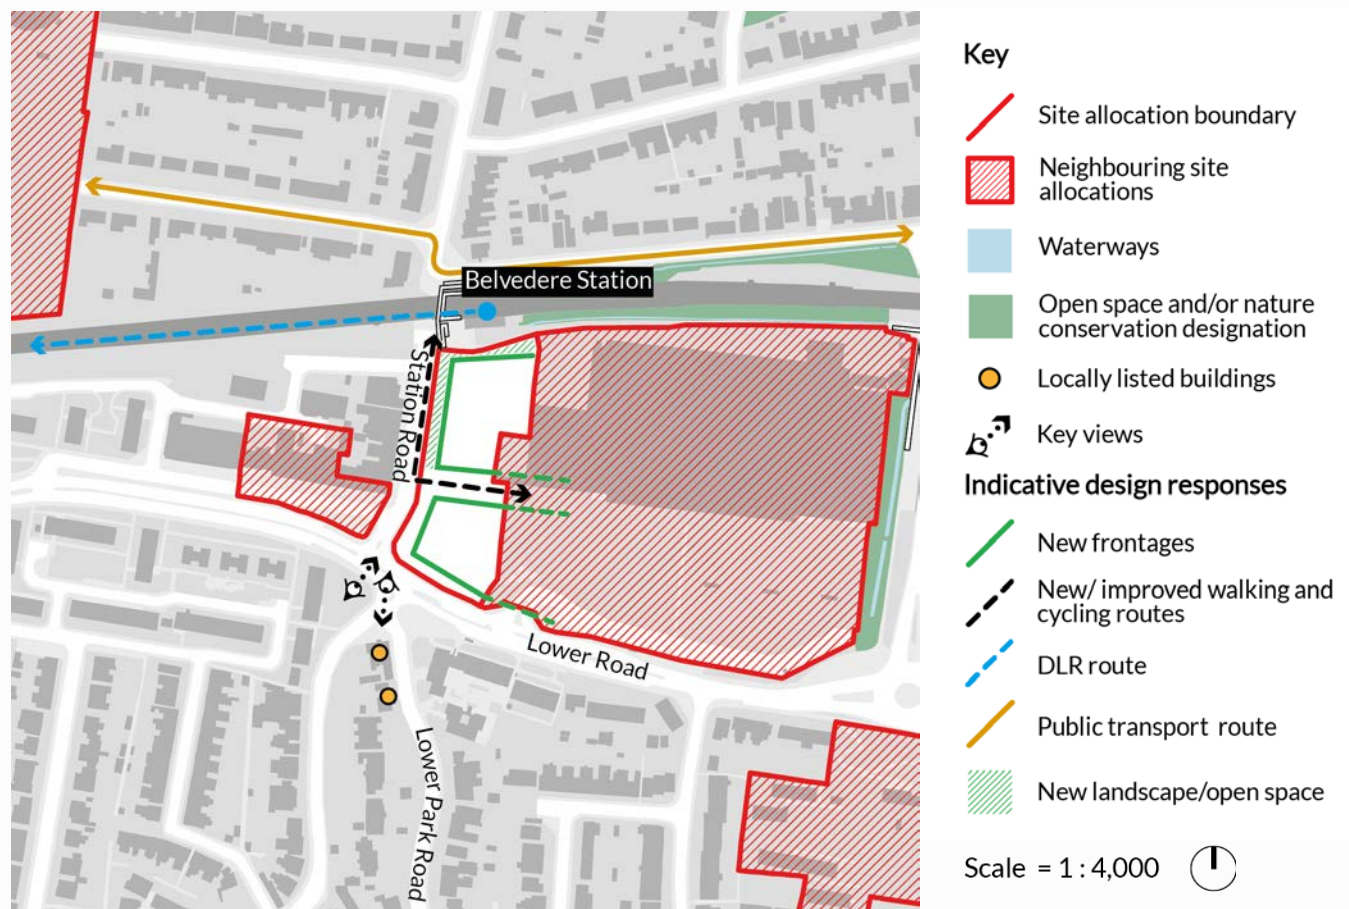 Belvedere Station
Station Road
Lower Road
Lower Park Road
Key
Site allocation boundary
Neighbouring site
allocations
Waterways
Open space and/or nature
conservation designation
Locally listed buildings
Key views
Indicative design responses
New frontages
New/ improved walking and
cycling routes
DLR route
Public transport route
New landscape/open space
Scale = 1 : 4,000